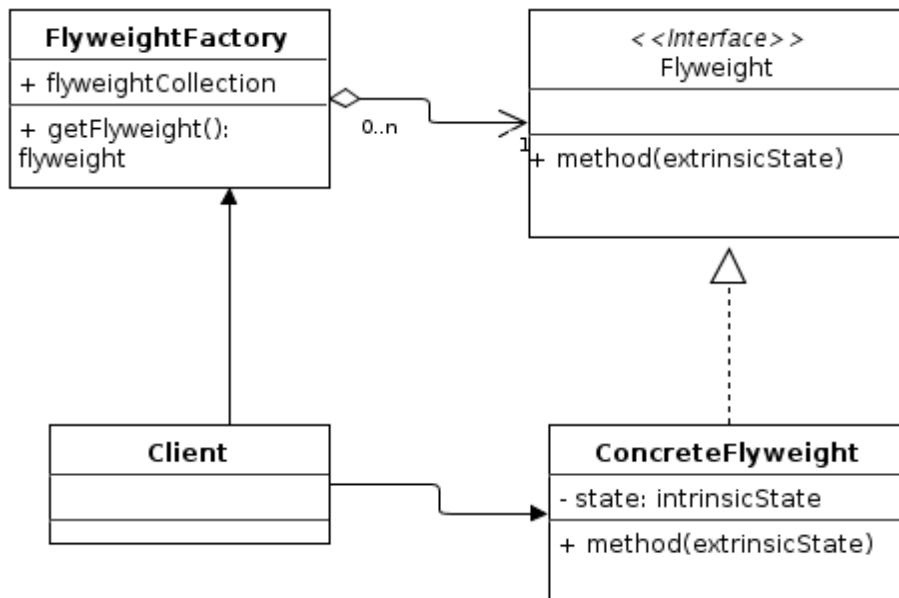 FlyweightFactory
+ flyweightCollection
+ getFlyweight():
flyweight
0..n
1
<<Interface>>
Flyweight
+ method(extrinsicState)
Client
ConcreteFlyweight
- state: intrinsicState
+ method(extrinsicState)